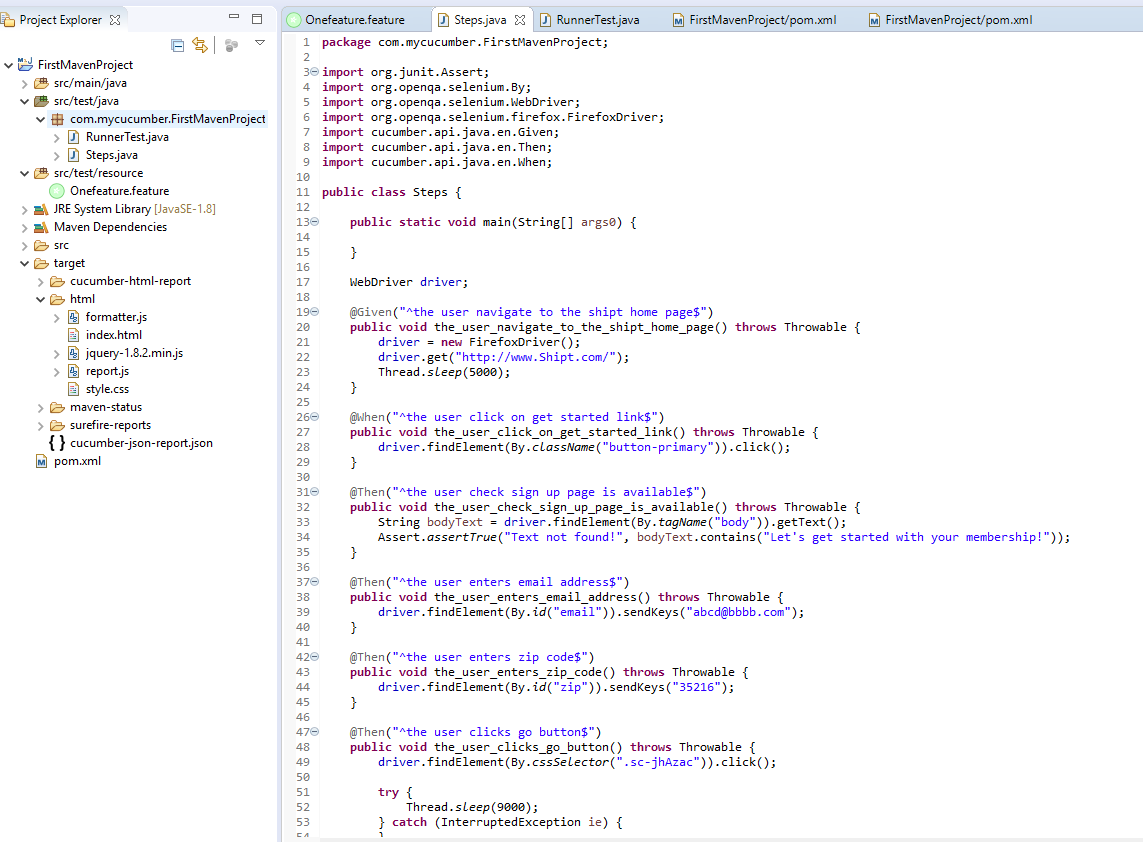 Project Explorer
FirstMavenProject
src/main/java
src/test/java
com.mycucumber.FirstMavenProject
RunnerTest.java
Steps.java
src/test/resource
Onefeature.feature
JRE System Library [JavaSE-1.8]
Maven Dependencies
src
target
cucumber-html-report
html
formatter.js
index.html
jquery-1.8.2.min.js
report.js
style.css
maven-status
surefire-reports
cucumber-json-report.json
pom.xml
Onefeature.feature Steps.java RunnerTest.java FirstMavenProject/pom.xml FirstMavenProject/pom.xml
1 package com.mycucumber.FirstMavenProject;
2
3 import org.junit.Assert;
4 import org.openqa.selenium.By;
5 import org.openqa.selenium.WebDriver;
6 import org.openqa.selenium.firefox.FirefoxDriver;
7 import cucumber.api.java.en.Given;
8 import cucumber.api.java.en.Then;
9 import cucumber.api.java.en.When;
10
11 public class Steps {
12
13 public static void main(String[] args0) {
14
15 }
16
17 WebDriver driver;
18
19 @Given("^the user navigate to the shipt home page$")
20 public void the_user_navigate_to_the_shipt_home_page() throws Throwable {
21 driver = new FirefoxDriver();
22 driver.get("http://www.Shipt.com/");
23 Thread.sleep(5000);
24 }
25
26 @When("^the user click on get started link$")
27 public void the_user_click_on_get_started_link() throws Throwable {
28 driver.findElement(By.className("button-primary")).click();
29 }
30
31 @Then("^the user check sign up page is available$")
32 public void the_user_check_sign_up_page_is_available() throws Throwable {
33 String bodyText = driver.findElement(By.tagName("body")).getText();
34 Assert.assertTrue("Text not found!", bodyText.contains("Let's get started with your membership!"));
35 }
36
37 @Then("^the user enters email address$")
38 public void the_user_enters_email_address() throws Throwable {
39 driver.findElement(By.id("email")).sendKeys("abcd@bbbb.com");
40 }
41
42 @Then("^the user enters zip code$")
43 public void the_user_enters_zip_code() throws Throwable {
44 driver.findElement(By.id("zip")).sendKeys("35216");
45 }
46
47 @Then("^the user clicks go button$")
48 public void the_user_clicks_go_button() throws Throwable {
49 driver.findElement(By.cssSelector(".sc-jhAzac")).click();
50
51 try {
52 Thread.sleep(9000);
53 } catch (InterruptedException ie) {
54 }